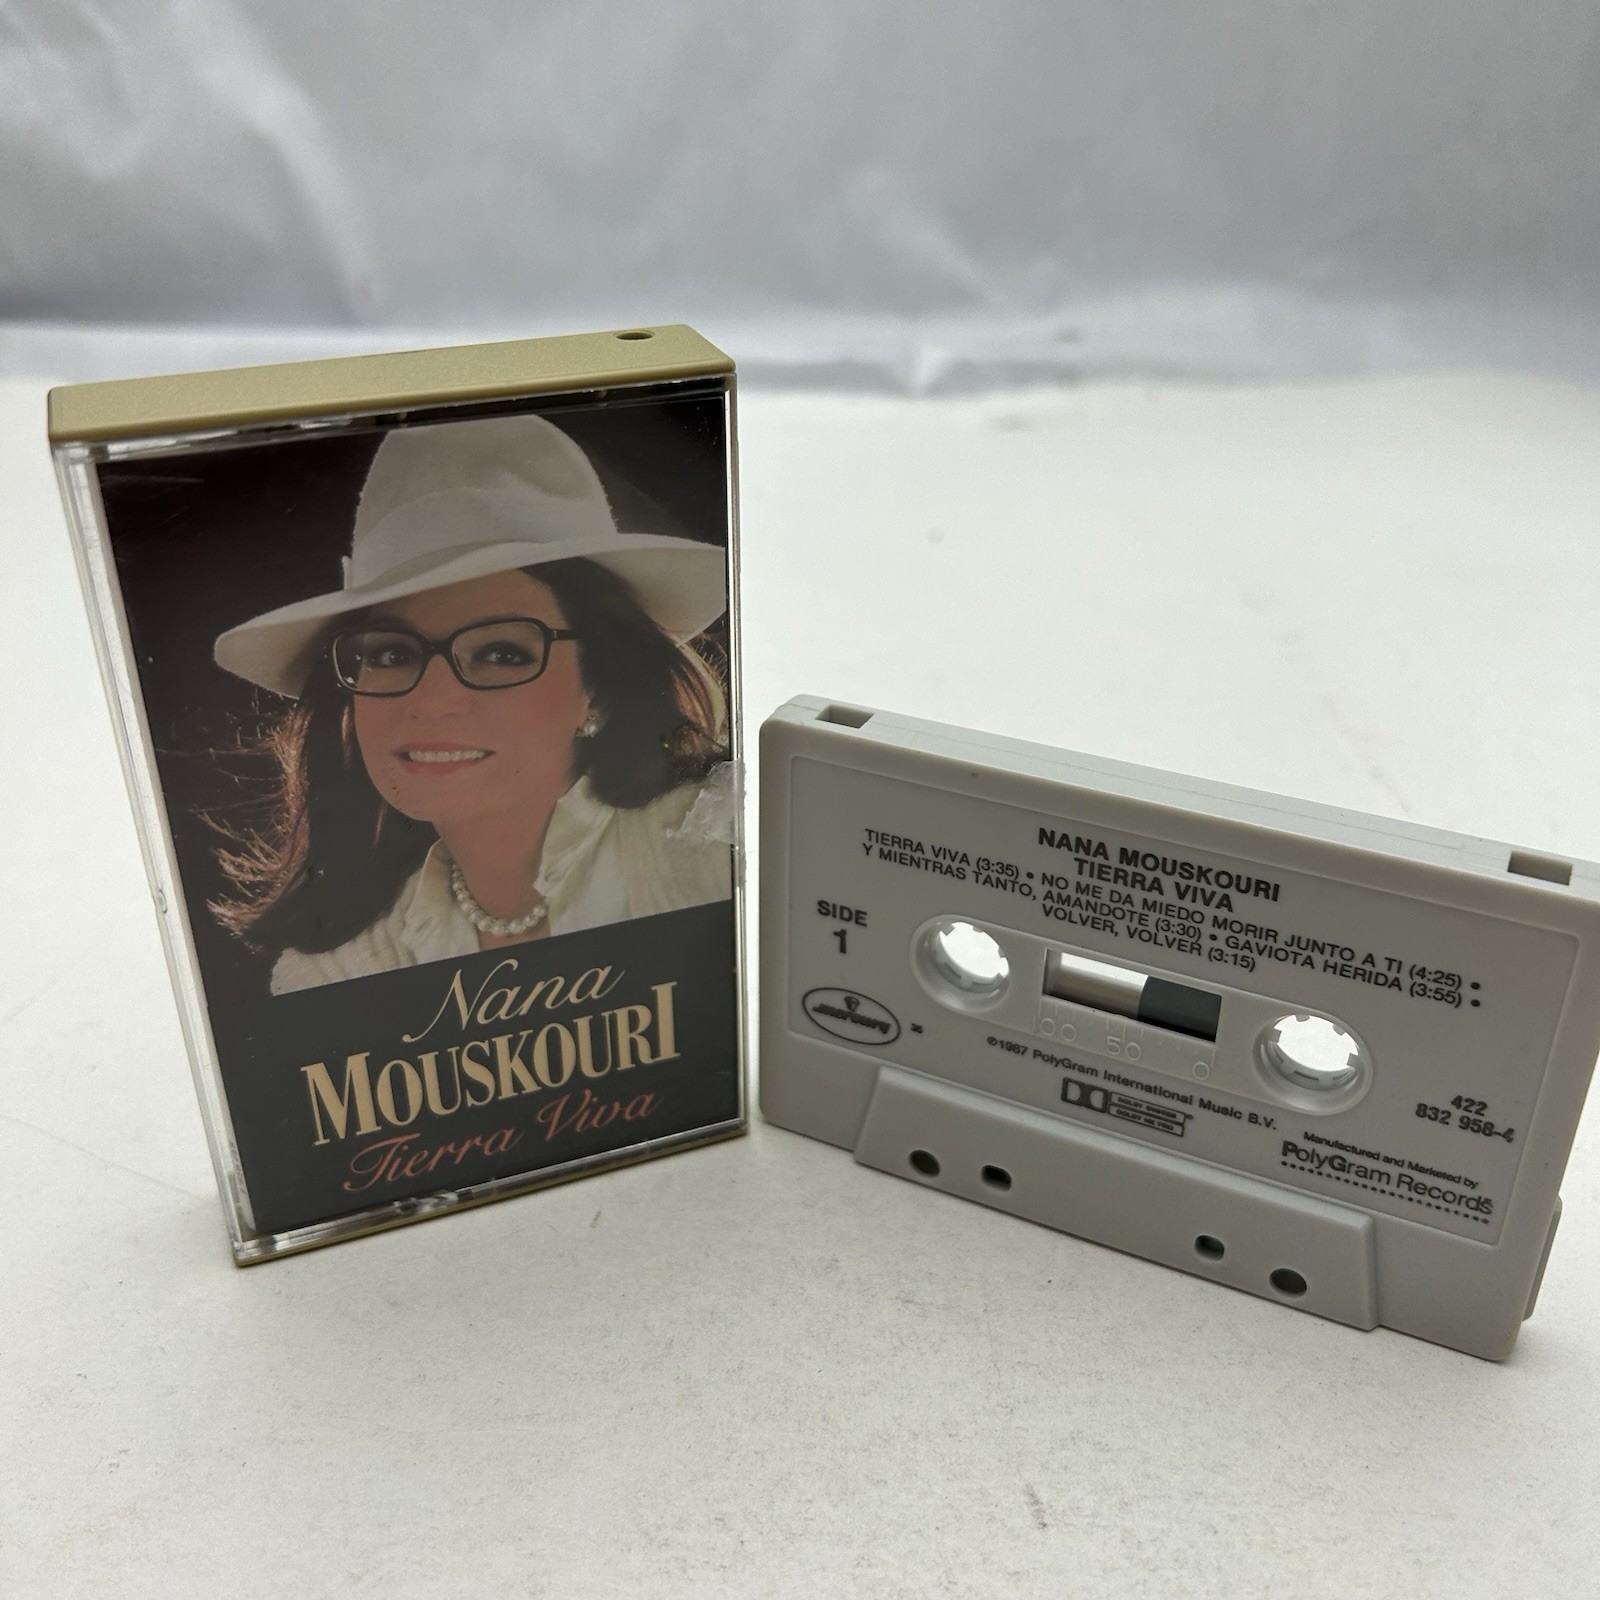 Nana
MOUSKOURI
Tierra Viva
NANA MOUSKOURI
TIERRA VIVA
TIERRA VIVA (3:35) • NO ME DA MIEDO MORIR JUNTO A TI (4:25) •
Y MIENTRAS TANTO, AMANDOTE (3:30) • GAVIOTA HERIDA (3:55) •
VOLVER, VOLVER (3:15)
SIDE
1
mercury
100 50 0
℗1987 PolyGram International Music B.V.
DOLBY SYSTEM
422
832 958-4
Manufactured and Marketed by
PolyGram Records